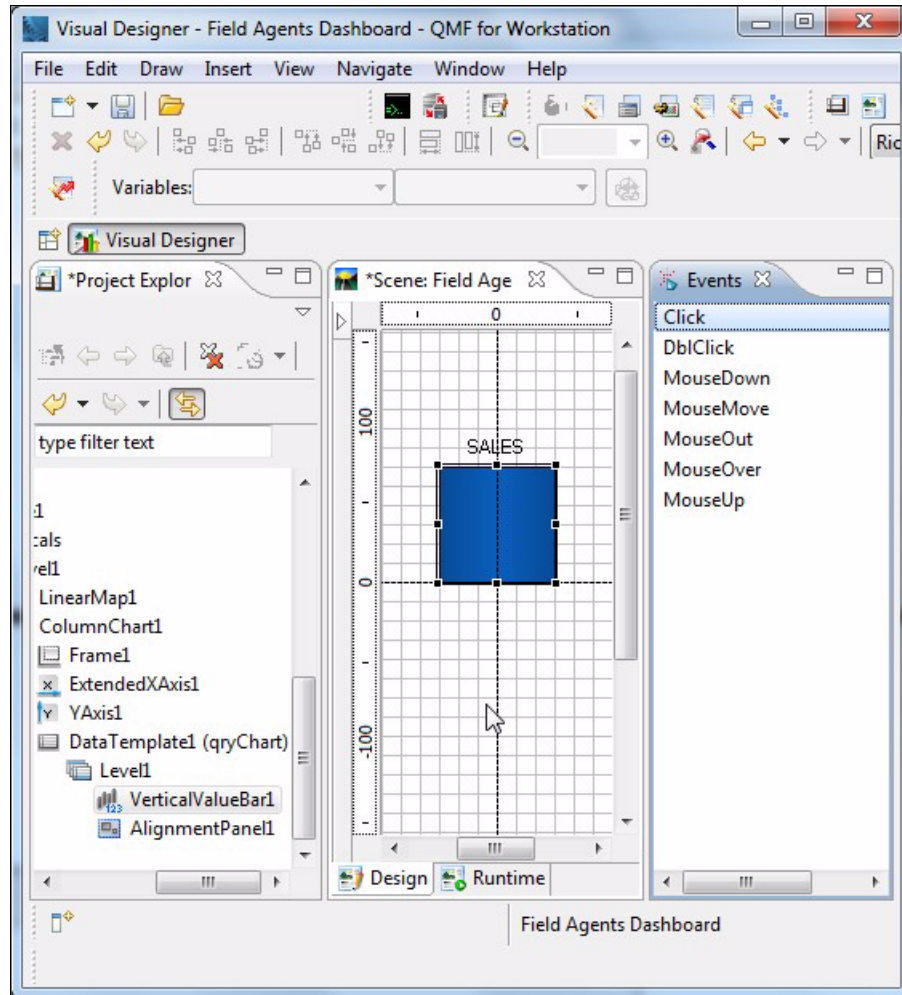 Visual Designer - Field Agents Dashboard - QMF for Workstation
File Edit Draw Insert View Navigate Window Help
Ric
Variables:
Visual Designer
*Project Explor
*Scene: Field Age
Events
0
Click
DblClick
MouseDown
MouseMove
MouseOut
MouseOver
MouseUp
type filter text
100
SALES
0
-100
e1
cals
vel1
LinearMap1
ColumnChart1
Frame1
ExtendedXAxis1
YAxis1
DataTemplate1 (qryChart)
Level1
VerticalValueBar1
AlignmentPanel1
Design
Runtime
Field Agents Dashboard